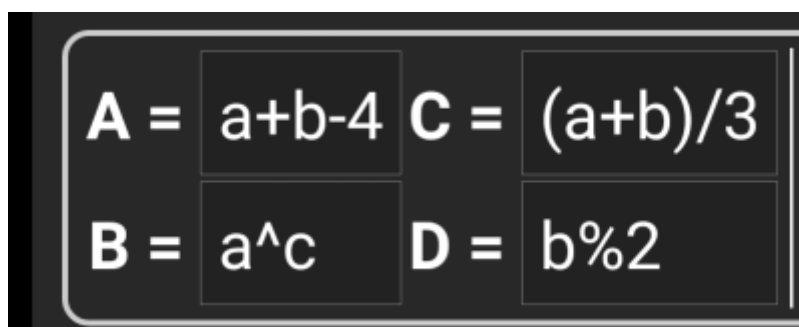 A = a+b-4 C = (a+b)/3
B = a^c D = b%2